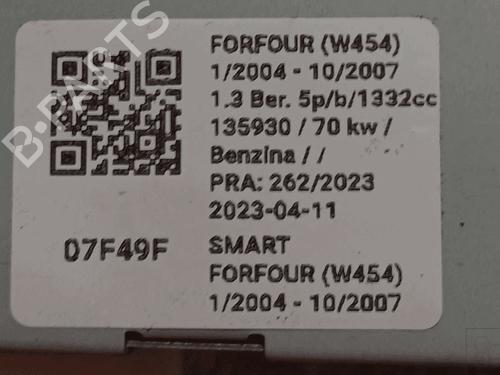 FORFOUR (W454)
1/2004 - 10/2007
1.3 Ber. 5p/b/1332cc
135930 / 70 kw /
Benzina / /
PRA: 262/2023
2023-04-11
07F49F
SMART
FORFOUR (W454)
1/2004 - 10/2007
B-PARTS